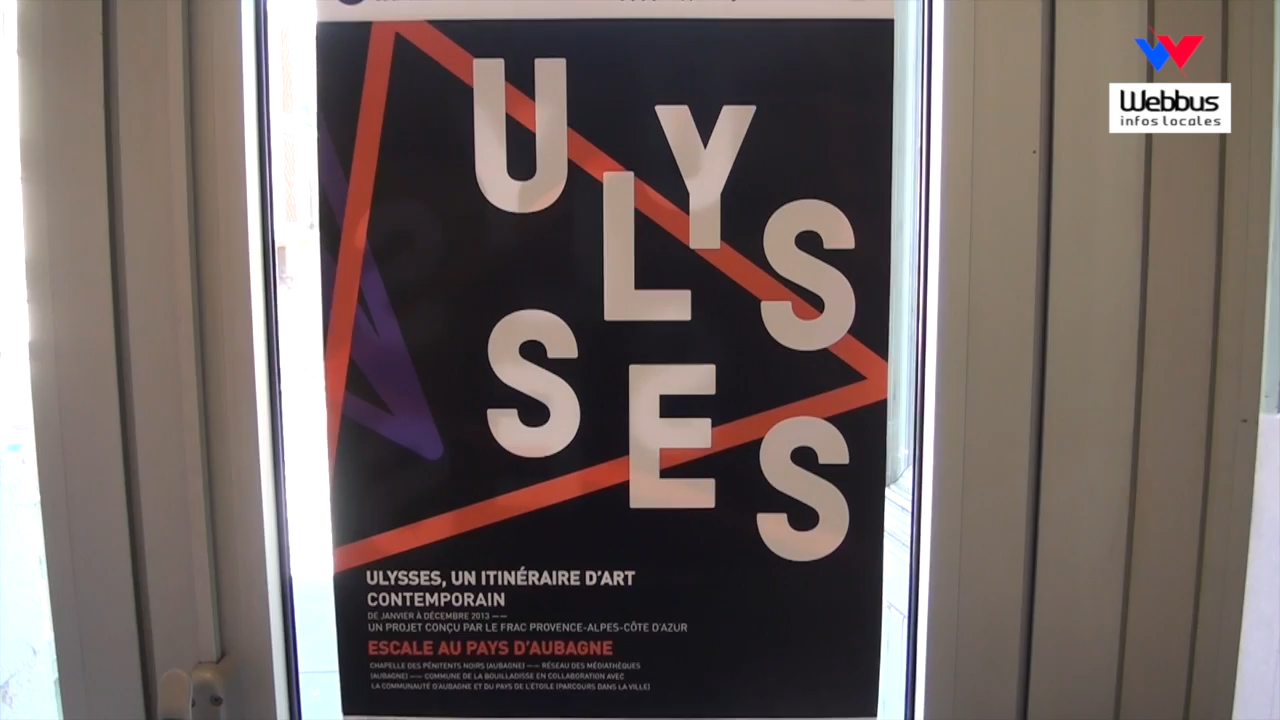 Webbus
infos locales
ULYSSES
ULYSSES, UN ITINÉRAIRE D'ART
CONTEMPORAIN
DE JANVIER À DÉCEMBRE 2013 ——
UN PROJET CONÇU PAR LE FRAC PROVENCE-ALPES-CÔTE D'AZUR
ESCALE AU PAYS D'AUBAGNE
CHAPELLE DES PÉNITENTS NOIRS (AUBAGNE) —— RÉSEAU DES MÉDIATHÈQUES
(AUBAGNE) —— COMMUNE DE LA BOUILLADISSE EN COLLABORATION AVEC
LA COMMUNAUTÉ D'AUBAGNE ET DU PAYS DE L'ÉTOILE (PARCOURS DANS LA VILLE)